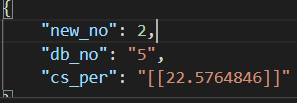 {
"new_no": 2,
"db_no": "5",
"cs_per": "[[22.5764846]]"
}